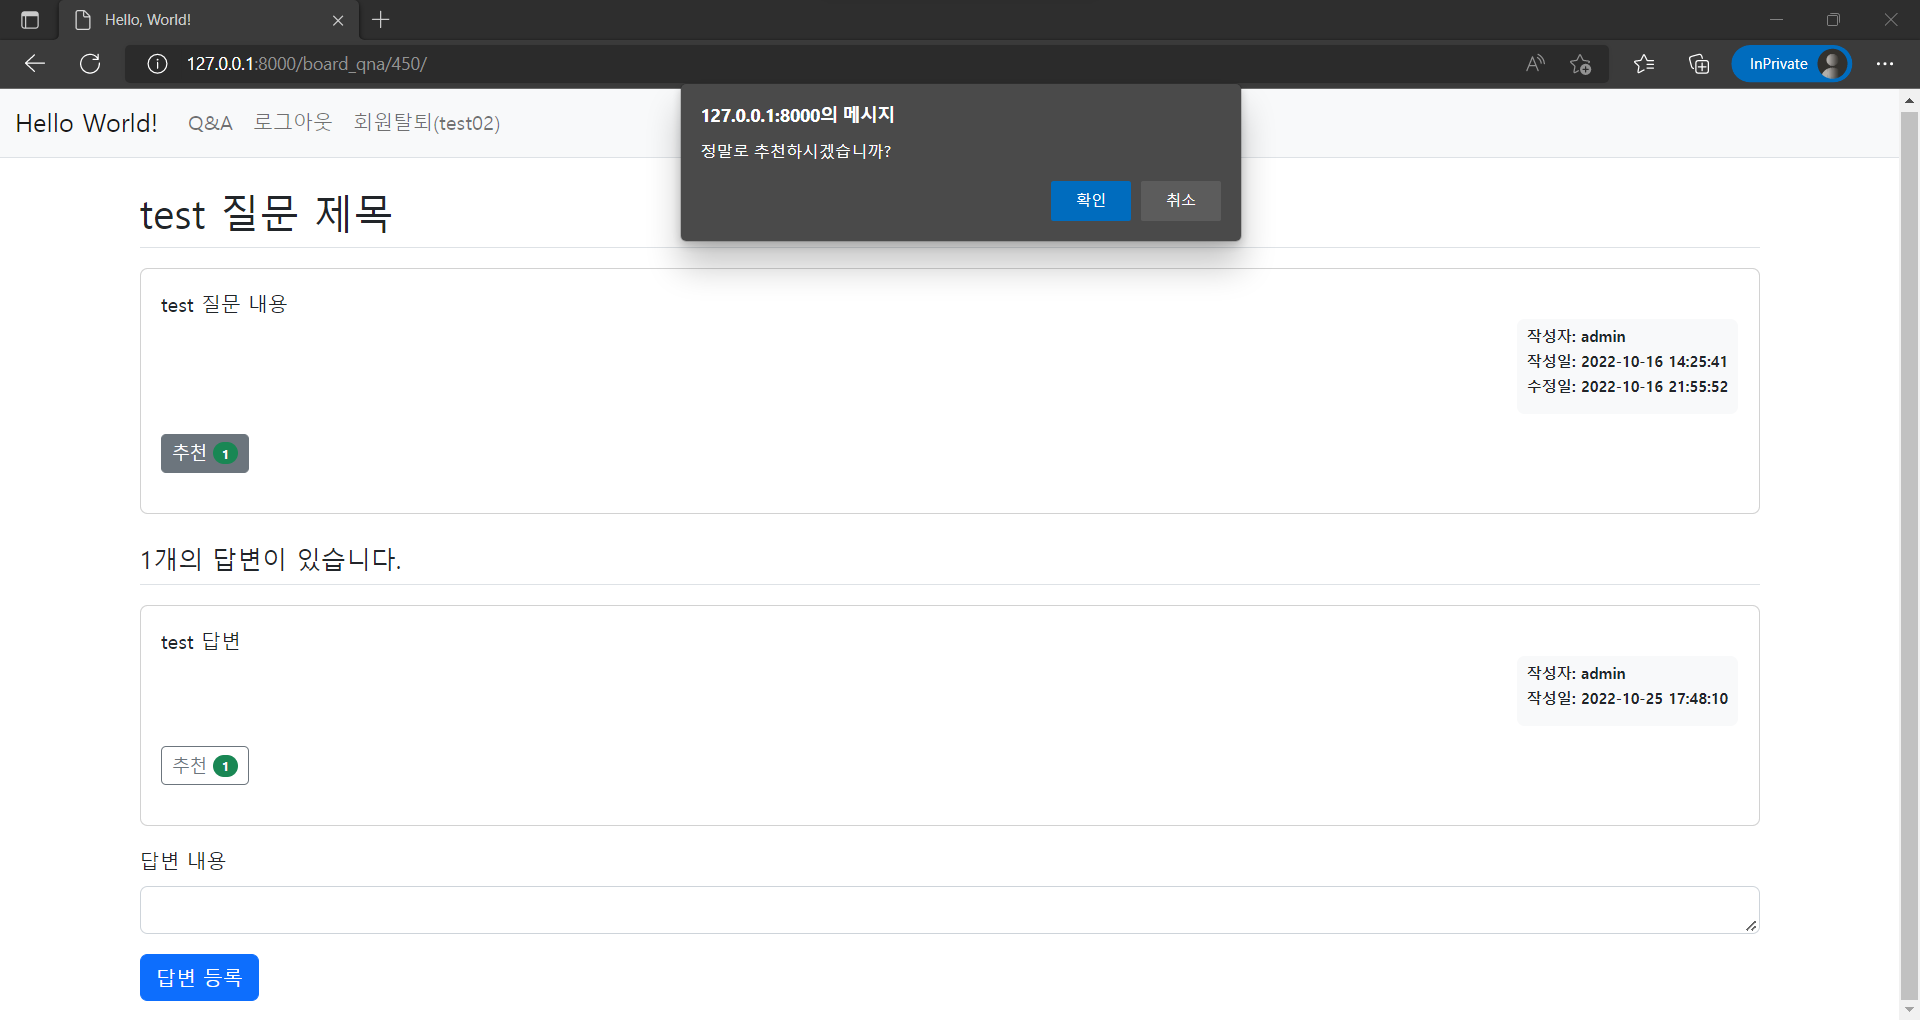 Hello, World!
127.0.0.1:8000/board_qna/450/
InPrivate
Hello World! Q&A 로그아웃 회원탈퇴(test02)
127.0.0.1:8000의 메시지
정말로 추천하시겠습니까?
확인 취소
test 질문 제목
test 질문 내용
작성자: admin
작성일: 2022-10-16 14:25:41
수정일: 2022-10-16 21:55:52
추천 1
1개의 답변이 있습니다.
test 답변
작성자: admin
작성일: 2022-10-25 17:48:10
추천 1
답변 내용
답변 등록